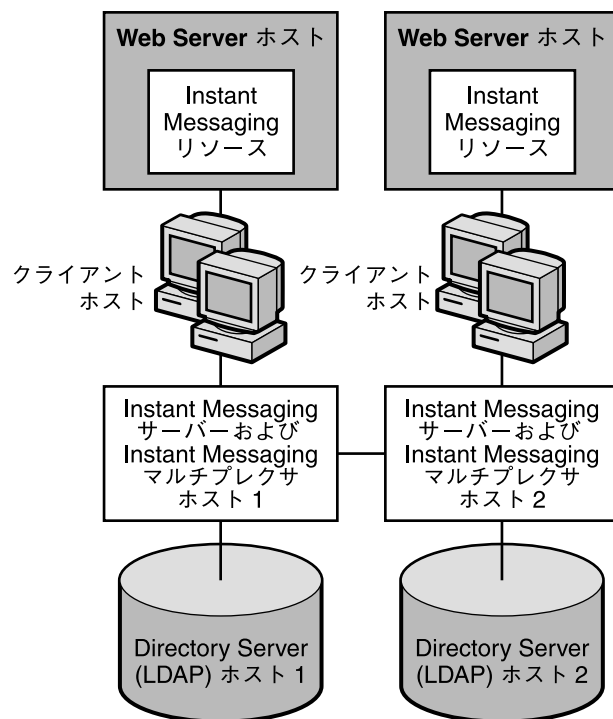 Web Server ホスト
Instant
Messaging
リソース
Web Server ホスト
Instant
Messaging
リソース
クライアント
ホスト
クライアント
ホスト
Instant Messaging
サーバーおよび
Instant Messaging
マルチプレクサ
ホスト 1
Instant Messaging
サーバーおよび
Instant Messaging
マルチプレクサ
ホスト 2
Directory Server
(LDAP) ホスト 1
Directory Server
(LDAP) ホスト 2